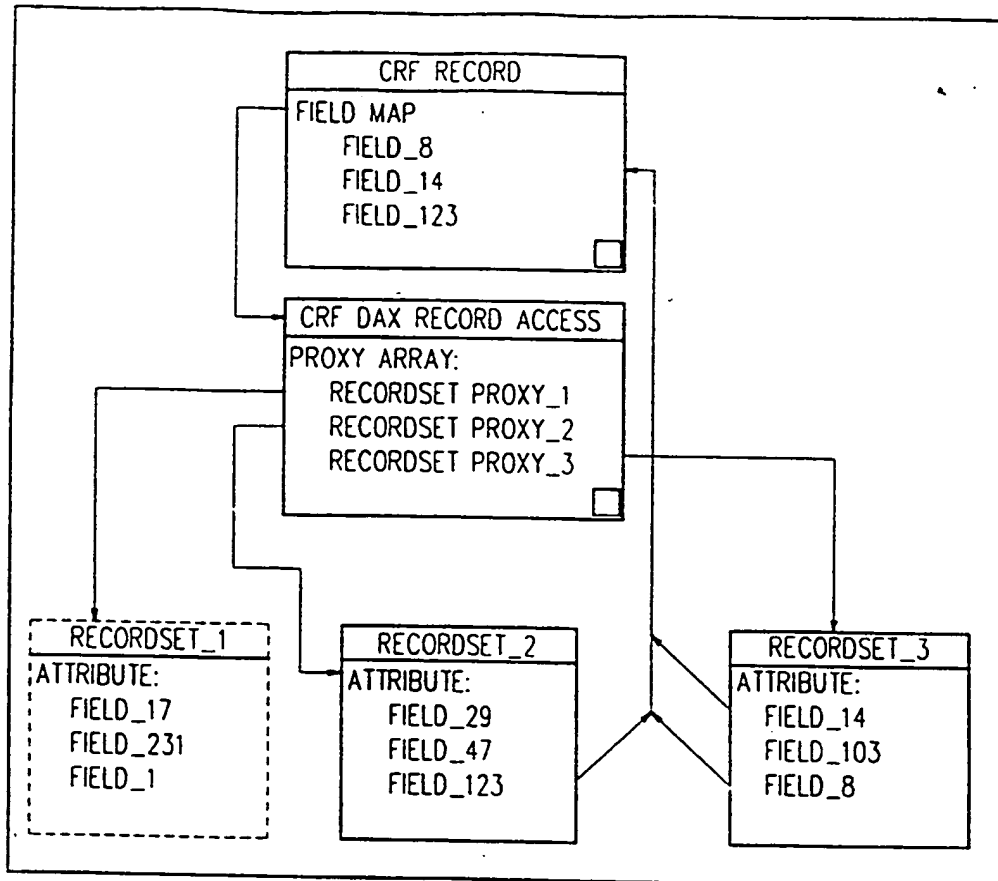 CRF RECORD
FIELD MAP
FIELD_8
FIELD_14
FIELD_123
CRF DAX RECORD ACCESS
PROXY ARRAY:
RECORDSET PROXY_1
RECORDSET PROXY_2
RECORDSET PROXY_3
RECORDSET_1
ATTRIBUTE:
FIELD_17
FIELD_231
FIELD_1
RECORDSET_2
ATTRIBUTE:
FIELD_29
FIELD_47
FIELD_123
RECORDSET_3
ATTRIBUTE:
FIELD_14
FIELD_103
FIELD_8